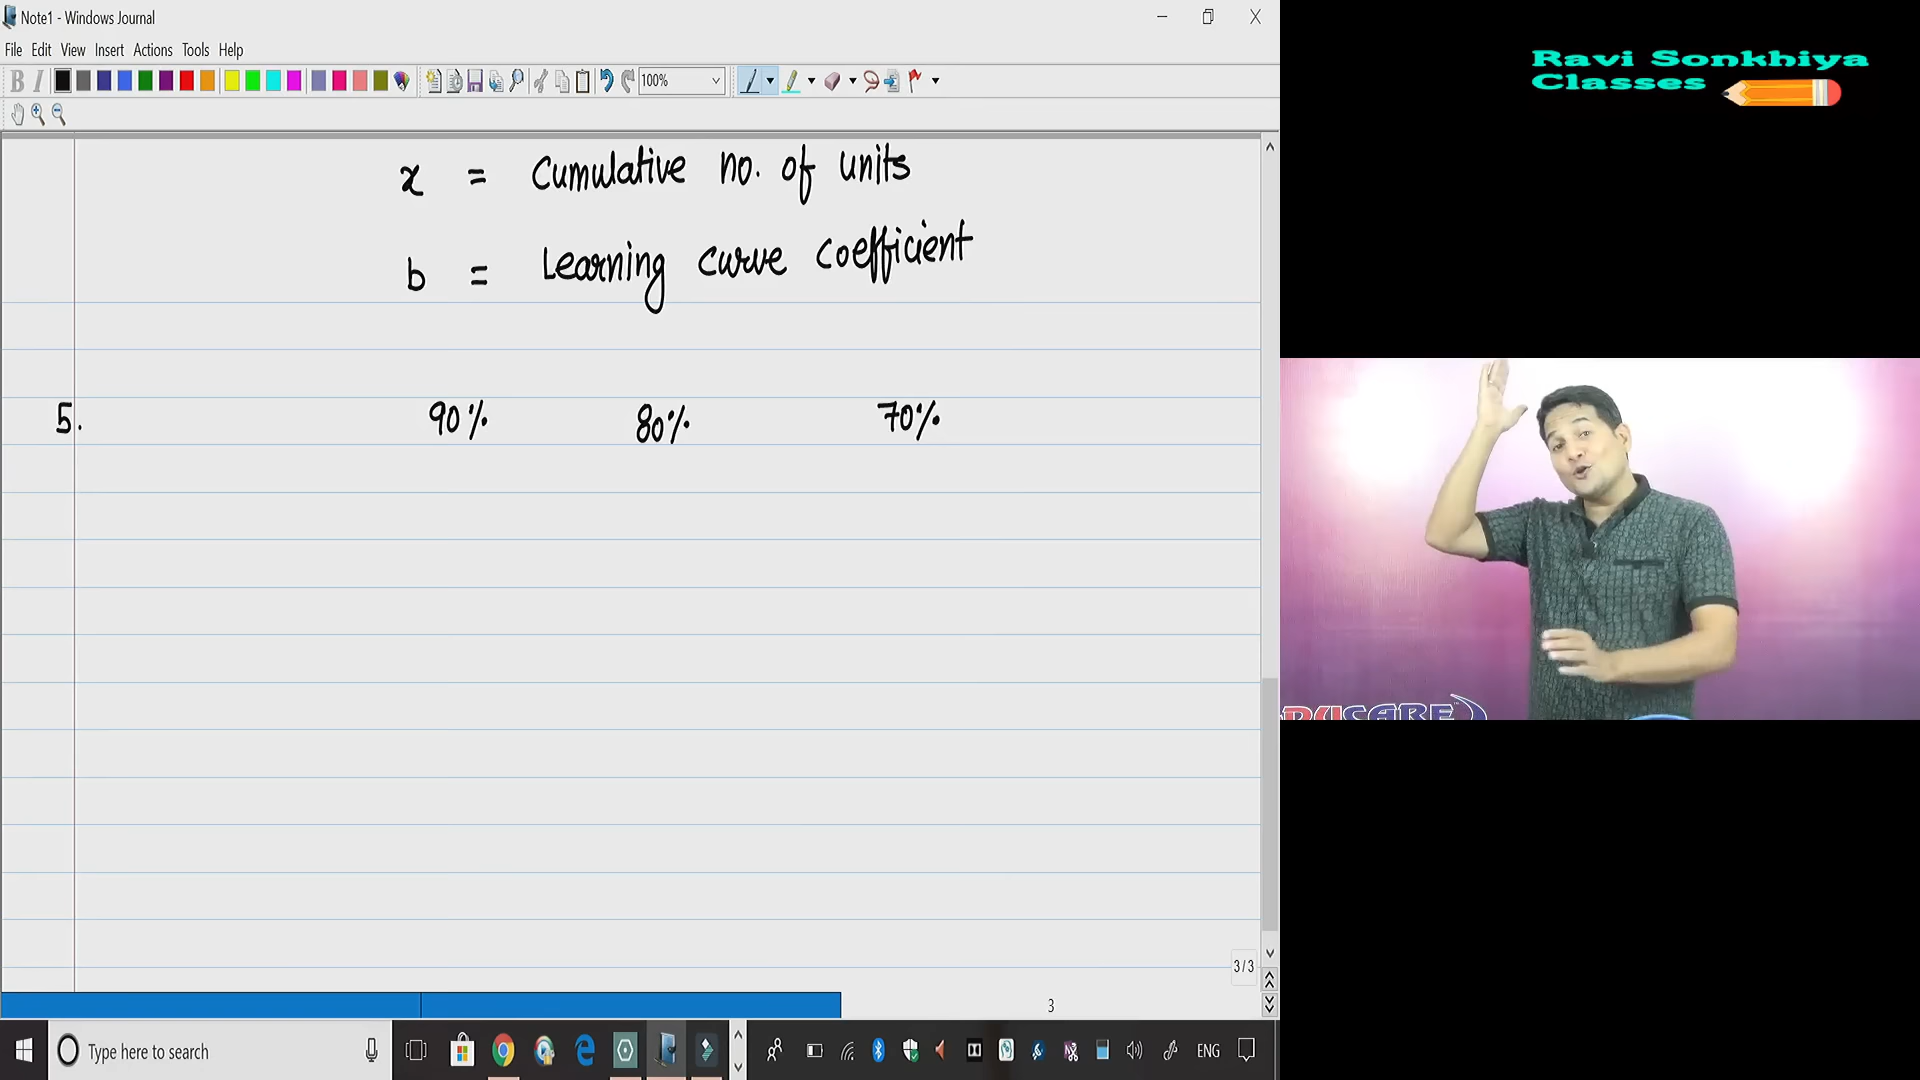 Note1 - Windows Journal
File Edit View Insert Actions Tools Help
B I 100%
x = Cumulative no. of units
b = Learning curve coefficient
5. 90% 80% 70%
3/3
3
Type here to search
ENG
Ravi Sonkhiya
Classes